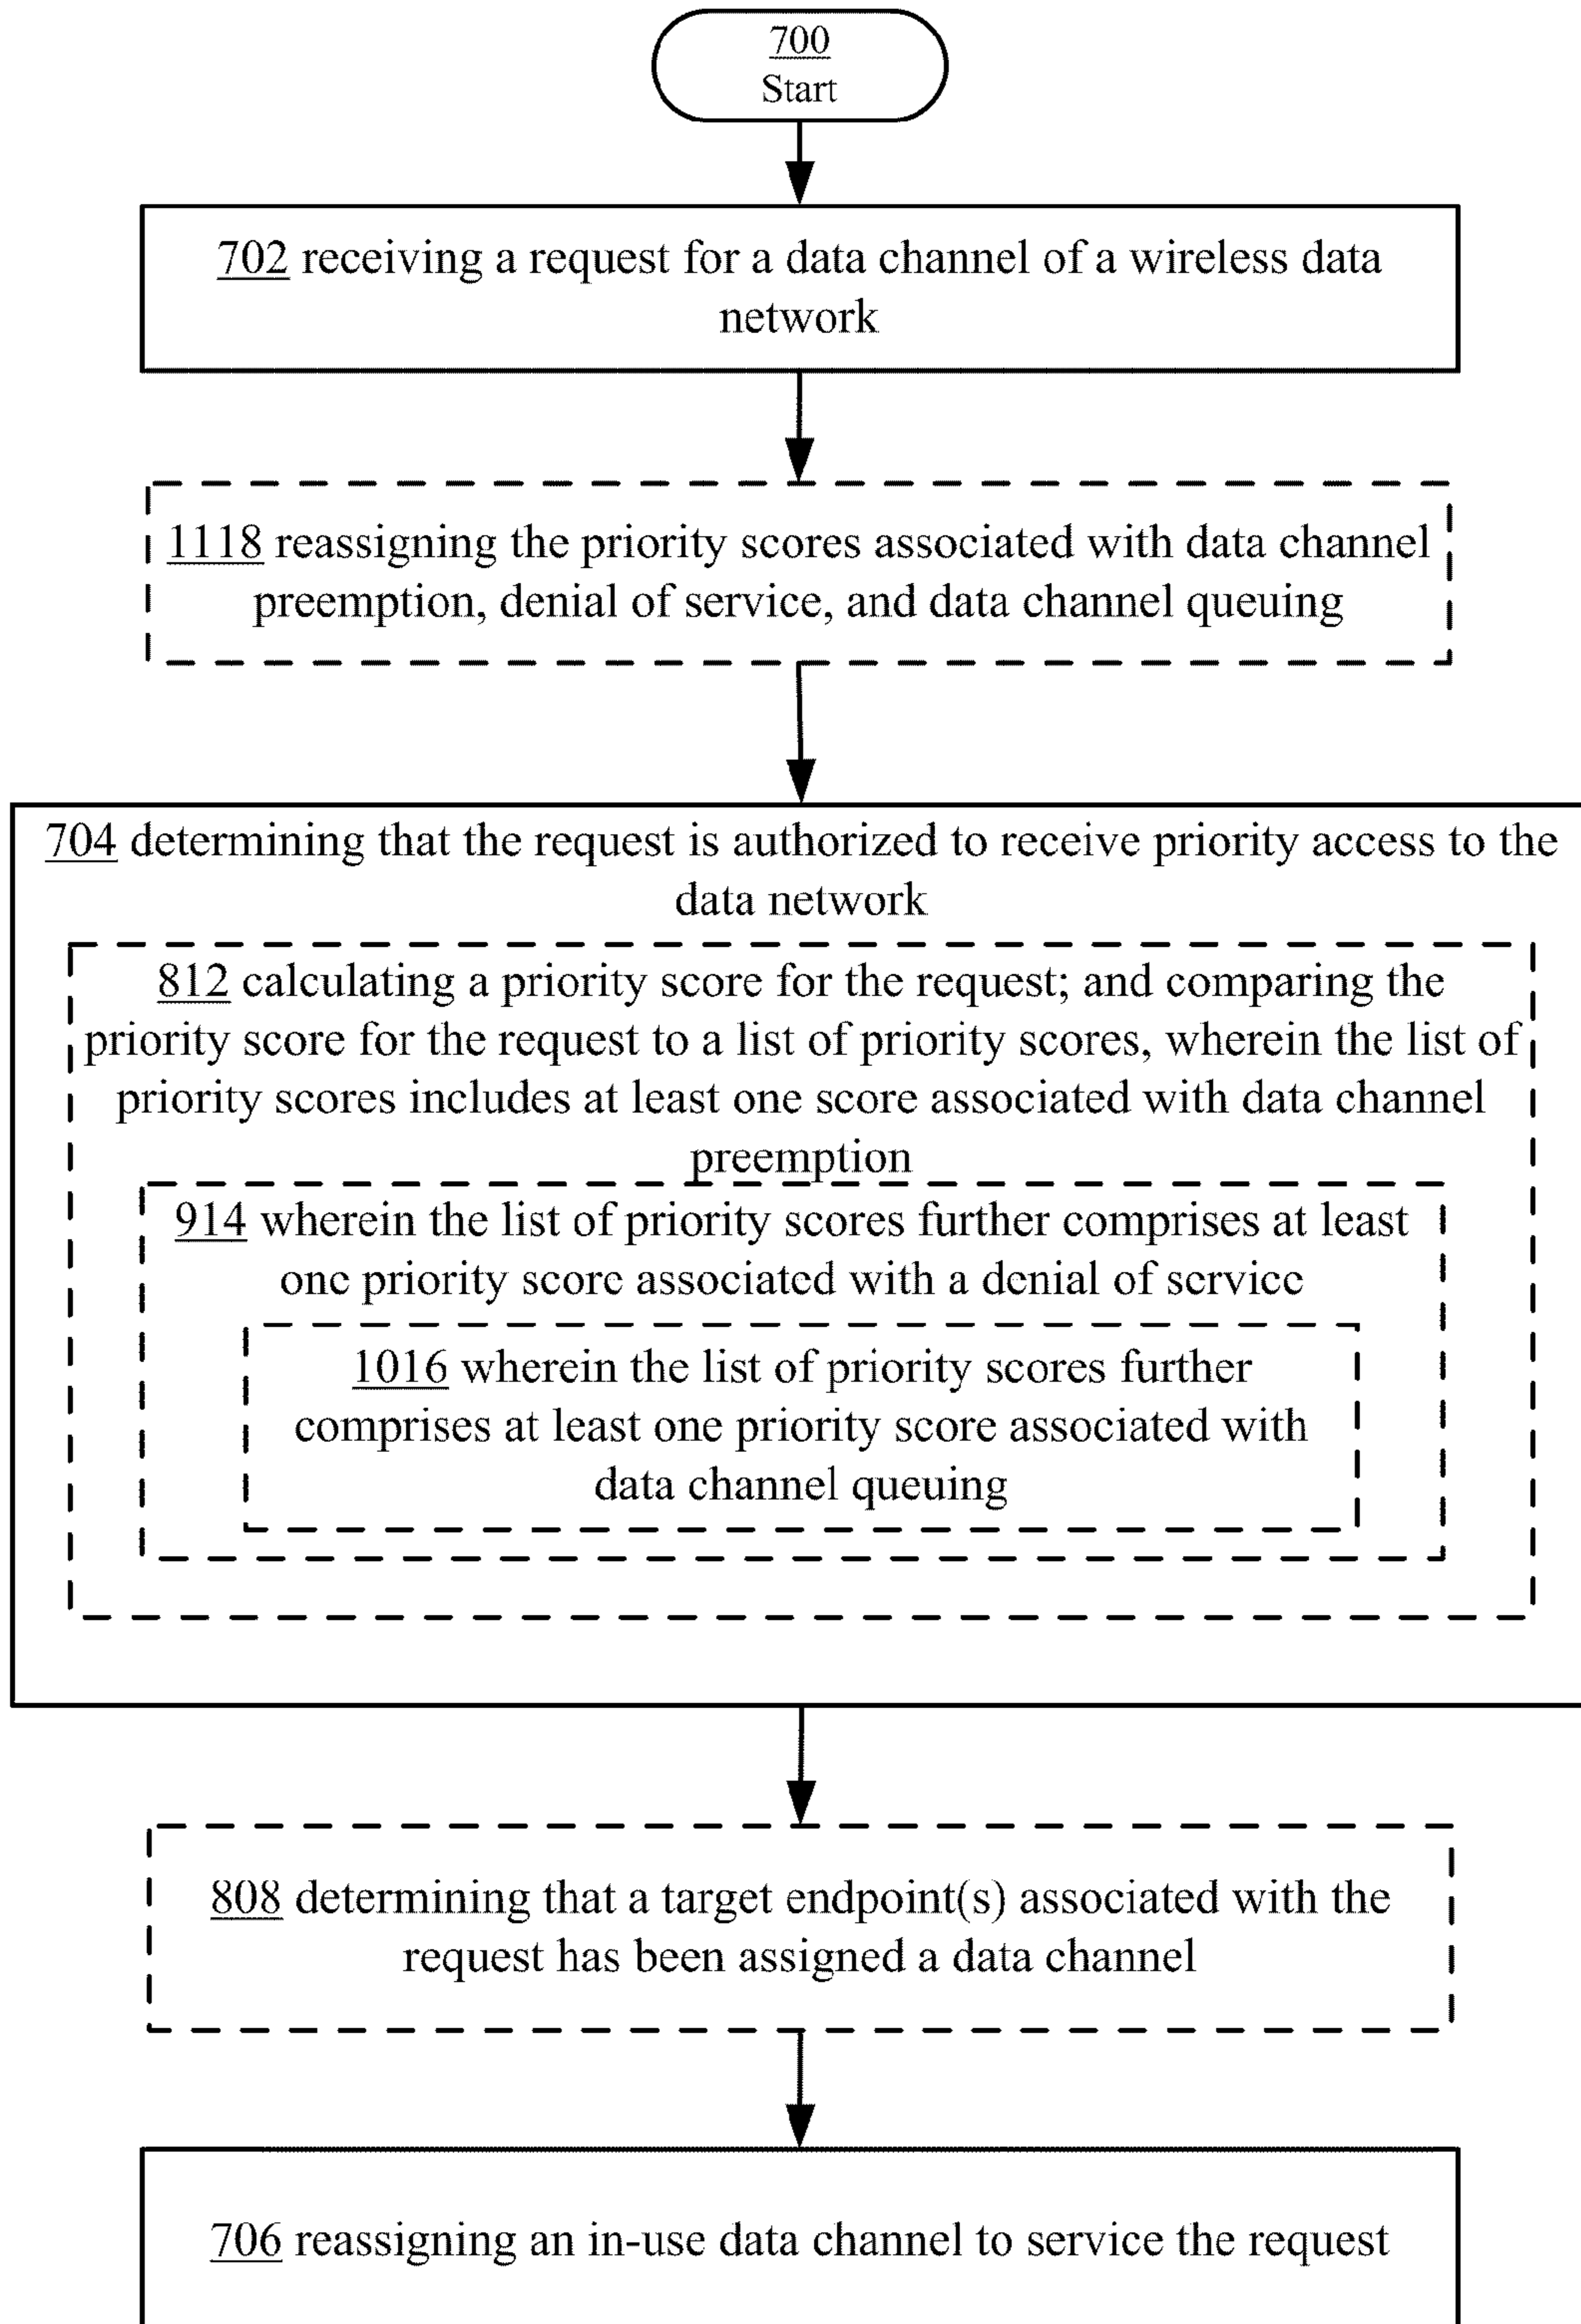 700
Start
702 receiving a request for a data channel of a wireless data
network
1118 reassigning the priority scores associated with data channel
preemption, denial of service, and data channel queuing
704 determining that the request is authorized to receive priority access to the
data network
812 calculating a priority score for the request; and comparing the
priority score for the request to a list of priority scores, wherein the list of
priority scores includes at least one score associated with data channel
preemption
914 wherein the list of priority scores further comprises at least
one priority score associated with a denial of service
1016 wherein the list of priority scores further
comprises at least one priority score associated with
data channel queuing
808 determining that a target endpoint(s) associated with the
request has been assigned a data channel
706 reassigning an in-use data channel to service the request